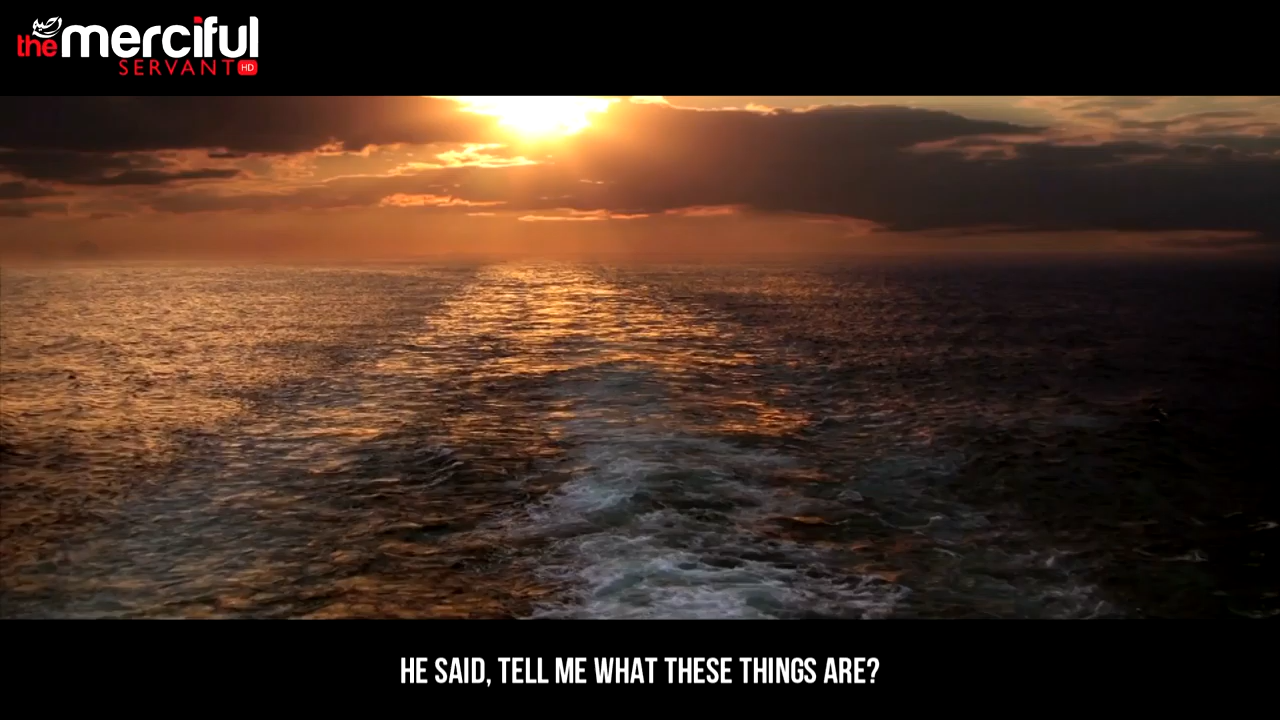 the merciful
SERVANT HD
HE SAID, TELL ME WHAT THESE THINGS ARE?